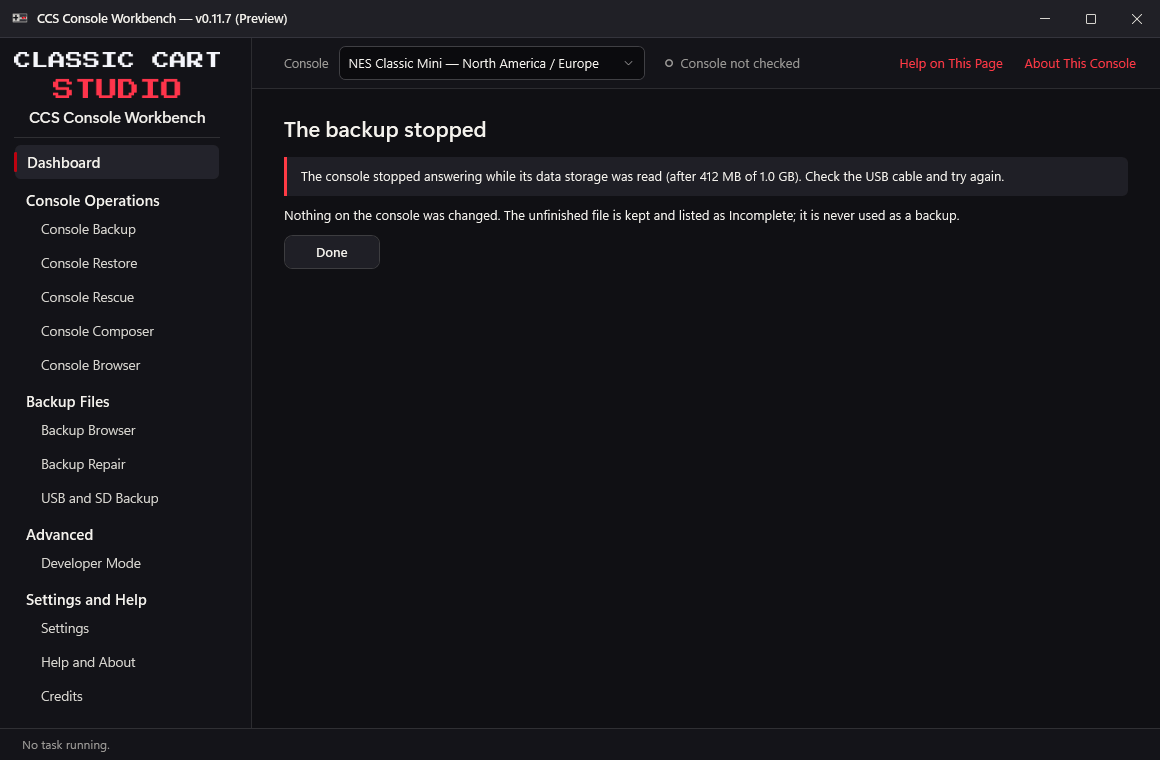 CCS Console Workbench — v0.11.7 (Preview)
CLASSIC CART
STUDIO
CCS Console Workbench
Dashboard
Console Operations
Console Backup
Console Restore
Console Rescue
Console Composer
Console Browser
Backup Files
Backup Browser
Backup Repair
USB and SD Backup
Advanced
Developer Mode
Settings and Help
Settings
Help and About
Credits
Console
NES Classic Mini — North America / Europe
Console not checked
Help on This Page
About This Console
The backup stopped
The console stopped answering while its data storage was read (after 412 MB of 1.0 GB). Check the USB cable and try again.
Nothing on the console was changed. The unfinished file is kept and listed as Incomplete; it is never used as a backup.
Done
No task running.